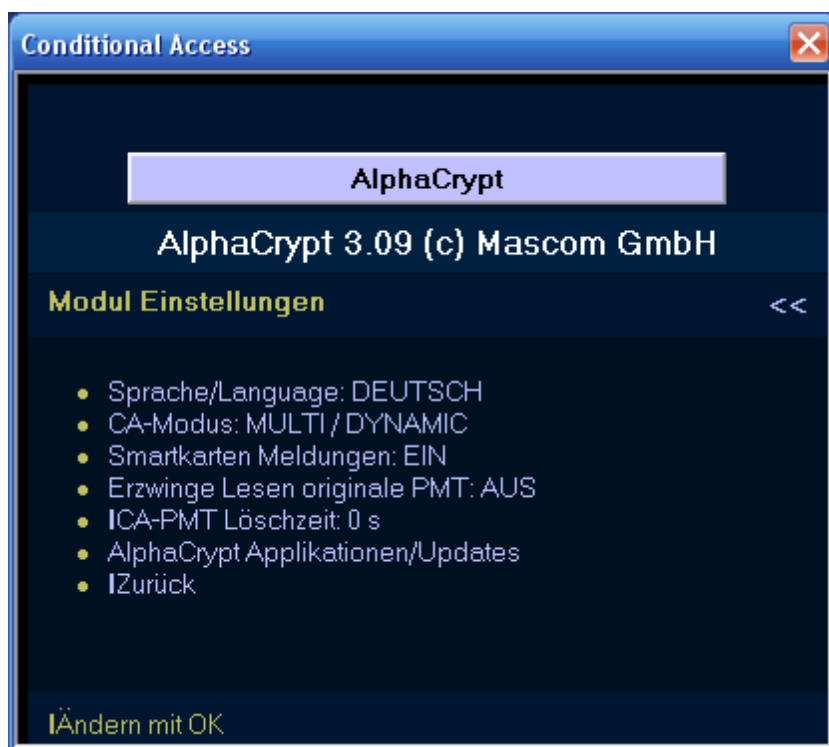 Conditional Access
AlphaCrypt
AlphaCrypt 3.09 (c) Mascom GmbH
Modul Einstellungen <<
• Sprache/Language: DEUTSCH
• CA-Modus: MULTI / DYNAMIC
• Smartkarten Meldungen: EIN
• Erzwinge Lesen originale PMT: AUS
• ICA-PMT Löschzeit: 0 s
• AlphaCrypt Applikationen/Updates
• IZurück
IÄndern mit OK